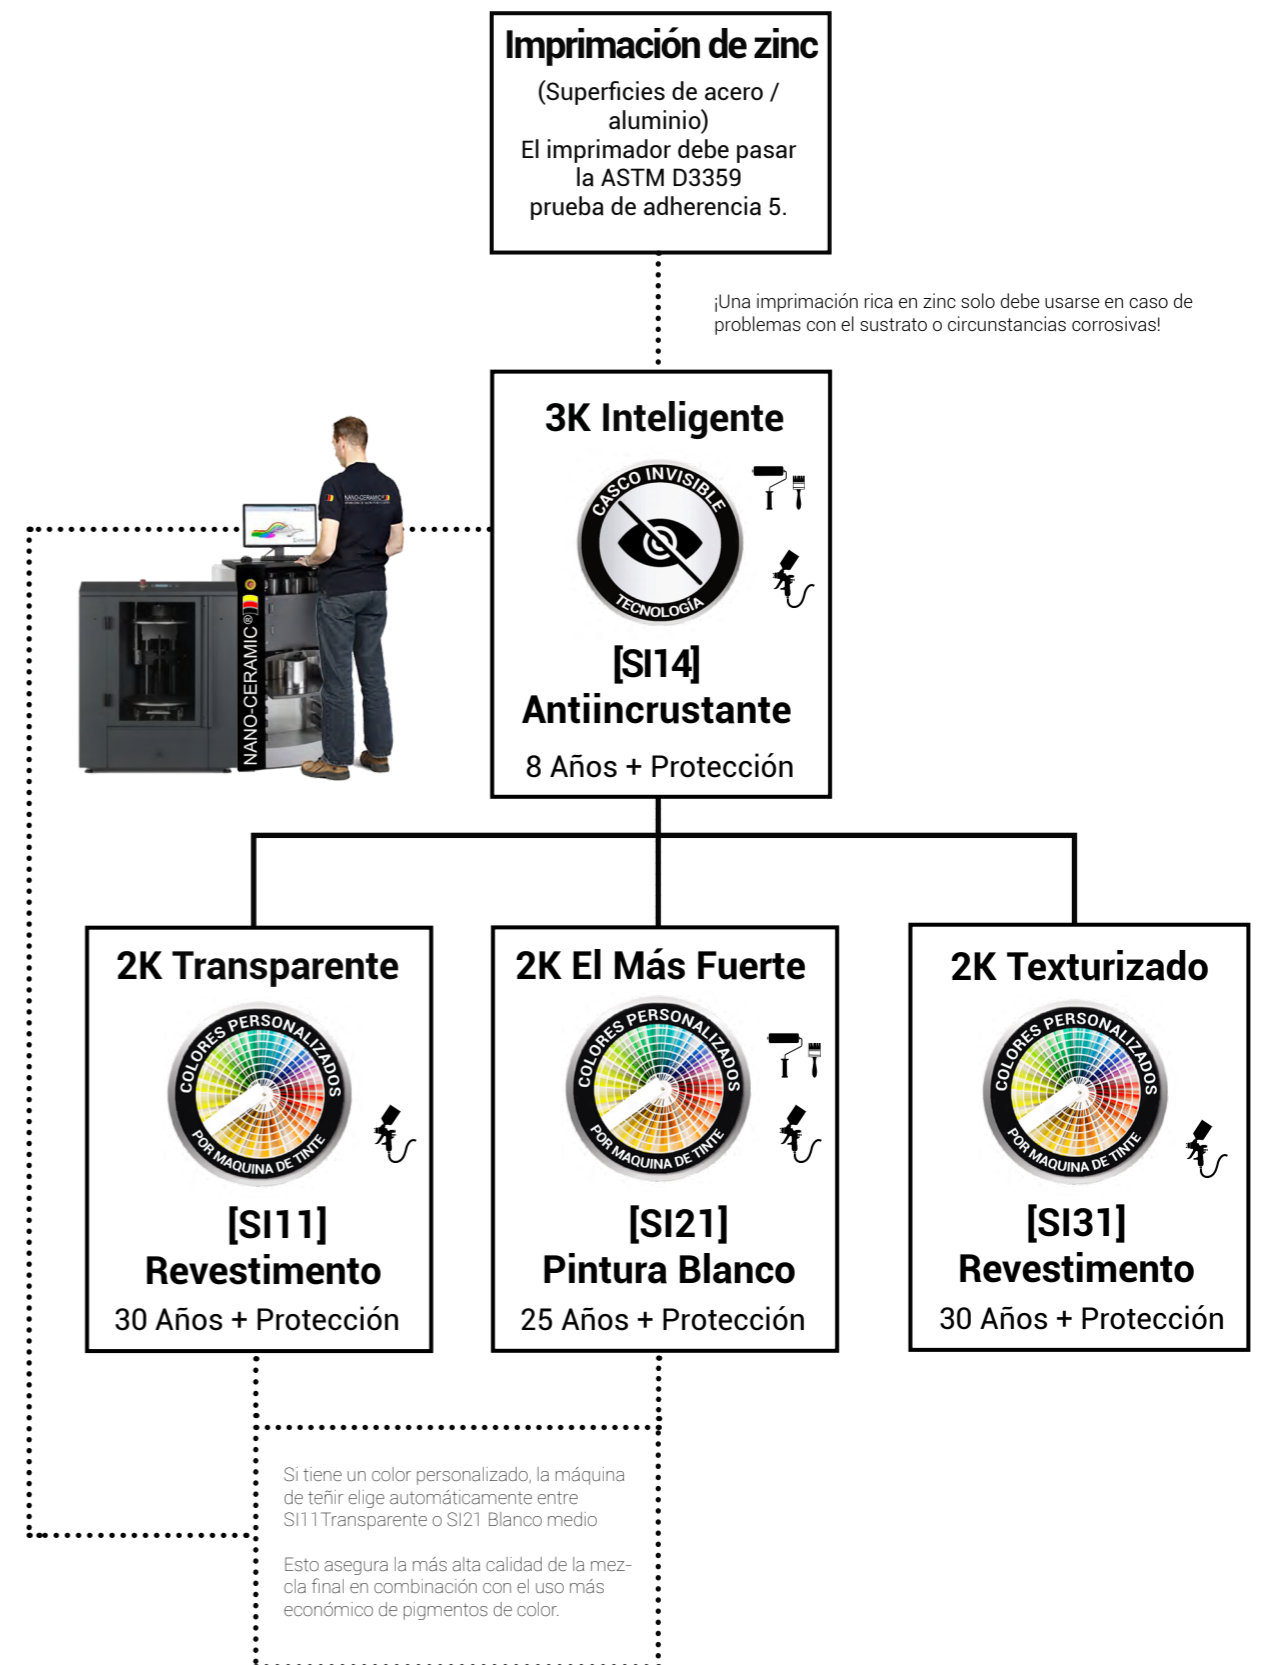 Imprimación de zinc
(Superficies de acero /
aluminio)
El imprimador debe pasar
la ASTM D3359
prueba de adherencia 5.
¡Una imprimación rica en zinc solo debe usarse en caso de
problemas con el sustrato o circunstancias corrosivas!
3K Inteligente
CASCO INVISIBLE
TECNOLOGÍA
[SI14]
Antiincrustante
8 Años + Protección
NANO-CERAMIC®
NANO-CERAMIC®
2K Transparente
COLORES PERSONALIZADOS
POR MAQUINA DE TINTE
[SI11]
Revestimento
30 Años + Protección
2K El Más Fuerte
COLORES PERSONALIZADOS
POR MAQUINA DE TINTE
[SI21]
Pintura Blanco
25 Años + Protección
2K Texturizado
COLORES PERSONALIZADOS
POR MAQUINA DE TINTE
[SI31]
Revestimento
30 Años + Protección
Si tiene un color personalizado, la máquina
de teñir elige automáticamente entre
SI11Transparente o SI21 Blanco medio
Esto asegura la más alta calidad de la mez-
cla final en combinación con el uso más
económico de pigmentos de color.